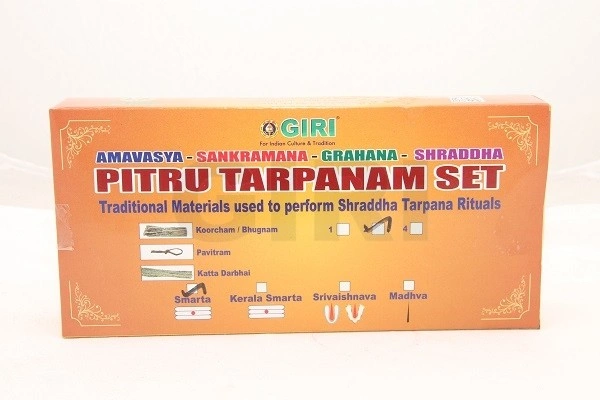 GIRI
For Indian Culture & Tradition
AMAVASYA - SANKRAMANA - GRAHANA - SHRADDHA
PITRU TARPANAM SET
Traditional Materials used to perform Shraddha Tarpana Rituals
Koorcham / Bhugnam 1 4
Pavitram
Katta Darbhai
Smarta Kerala Smarta Srivaishnava Madhva